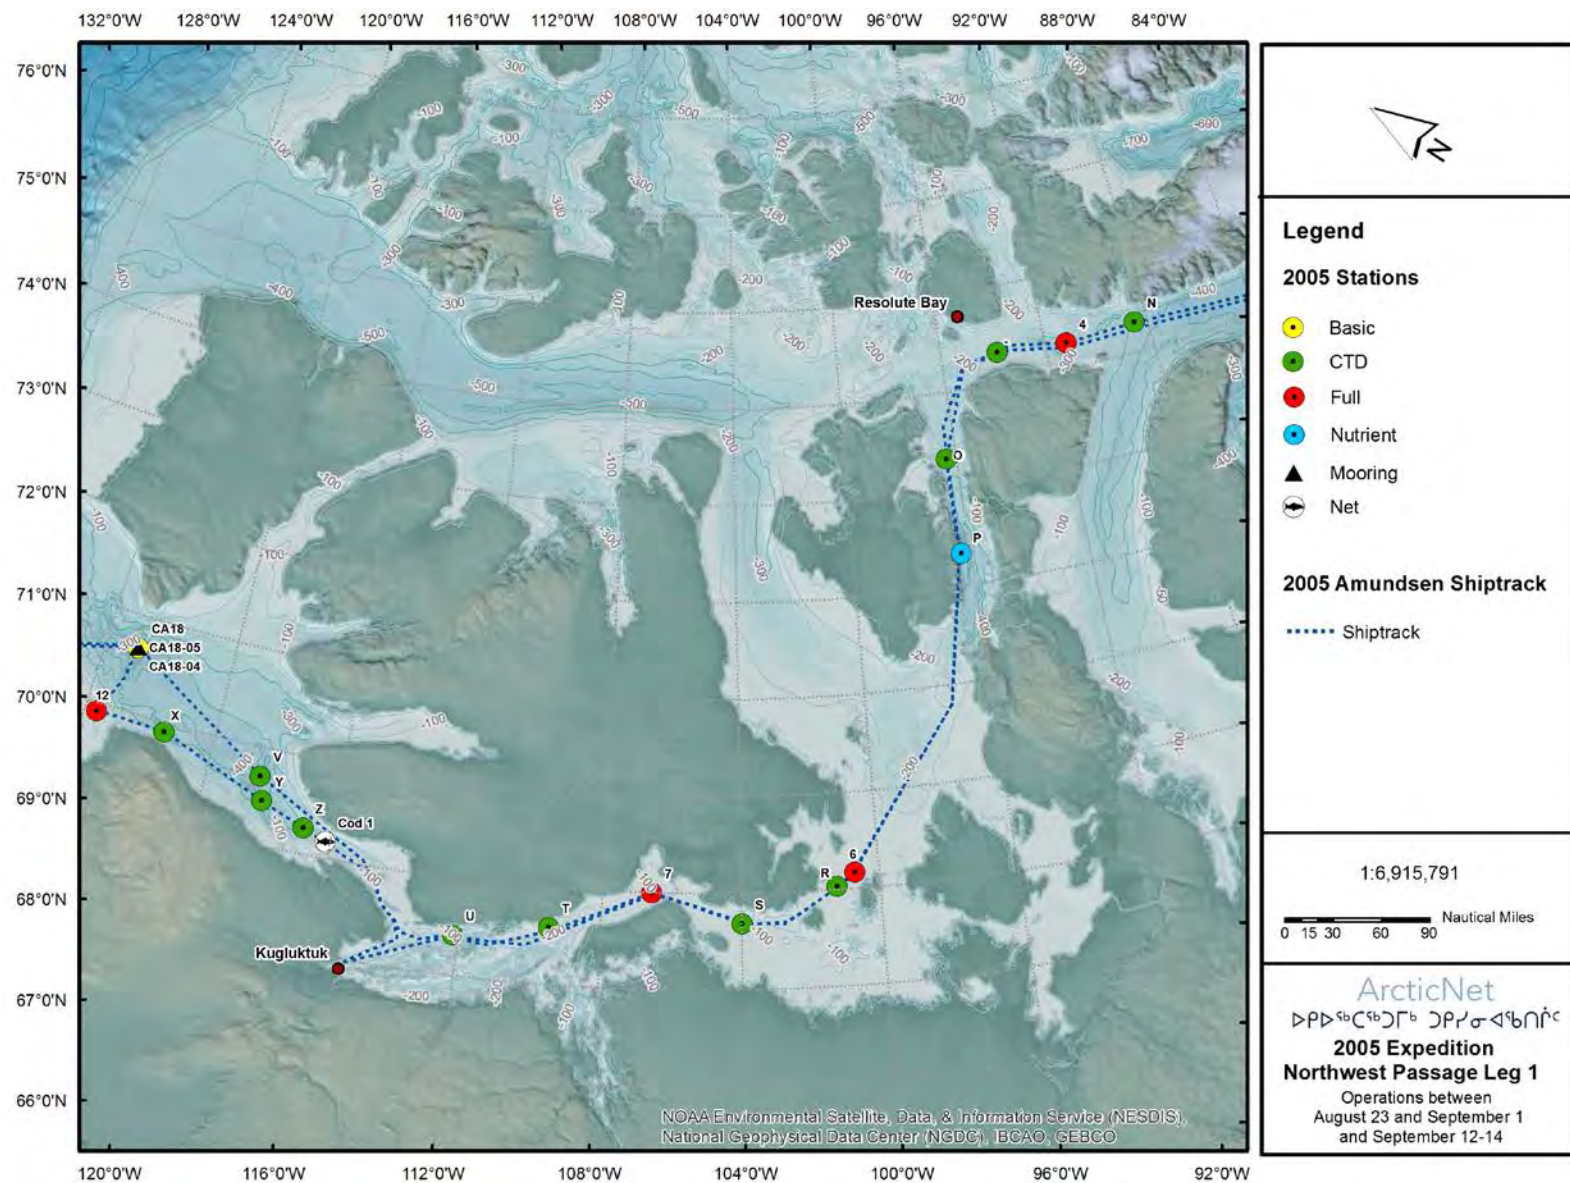 132°0'W 128°0'W 124°0'W 120°0'W 116°0'W 112°0'W 108°0'W 104°0'W 100°0'W 96°0'W 92°0'W 88°0'W 84°0'W
76°0'N
75°0'N
74°0'N
73°0'N
72°0'N
71°0'N
70°0'N
69°0'N
68°0'N
67°0'N
66°0'N
Resolute Bay
4
N
O
P
CA18
CA18-05
CA18-04
12
X
V
Y
Z
Cod 1
6
R
7
S
T
U
Kugluktuk
NOAA Environmental Satellite, Data, & Information Service (NESDIS),
National Geophysical Data Center (NGDC), IBCAO, GEBCO
120°0'W 116°0'W 112°0'W 108°0'W 104°0'W 100°0'W 96°0'W 92°0'W
N
Legend
2005 Stations
Basic
CTD
Full
Nutrient
Mooring
Net
2005 Amundsen Shiptrack
Shiptrack
1:6,915,791
Nautical Miles
0 15 30 60 90
ArcticNet
ᐅᑭᐅᖅᑕᖅᑐᒥᒃ ᑐᑭᓯᓂᐊᖃᑎᒌᑦ
2005 Expedition
Northwest Passage Leg 1
Operations between
August 23 and September 1
and September 12-14